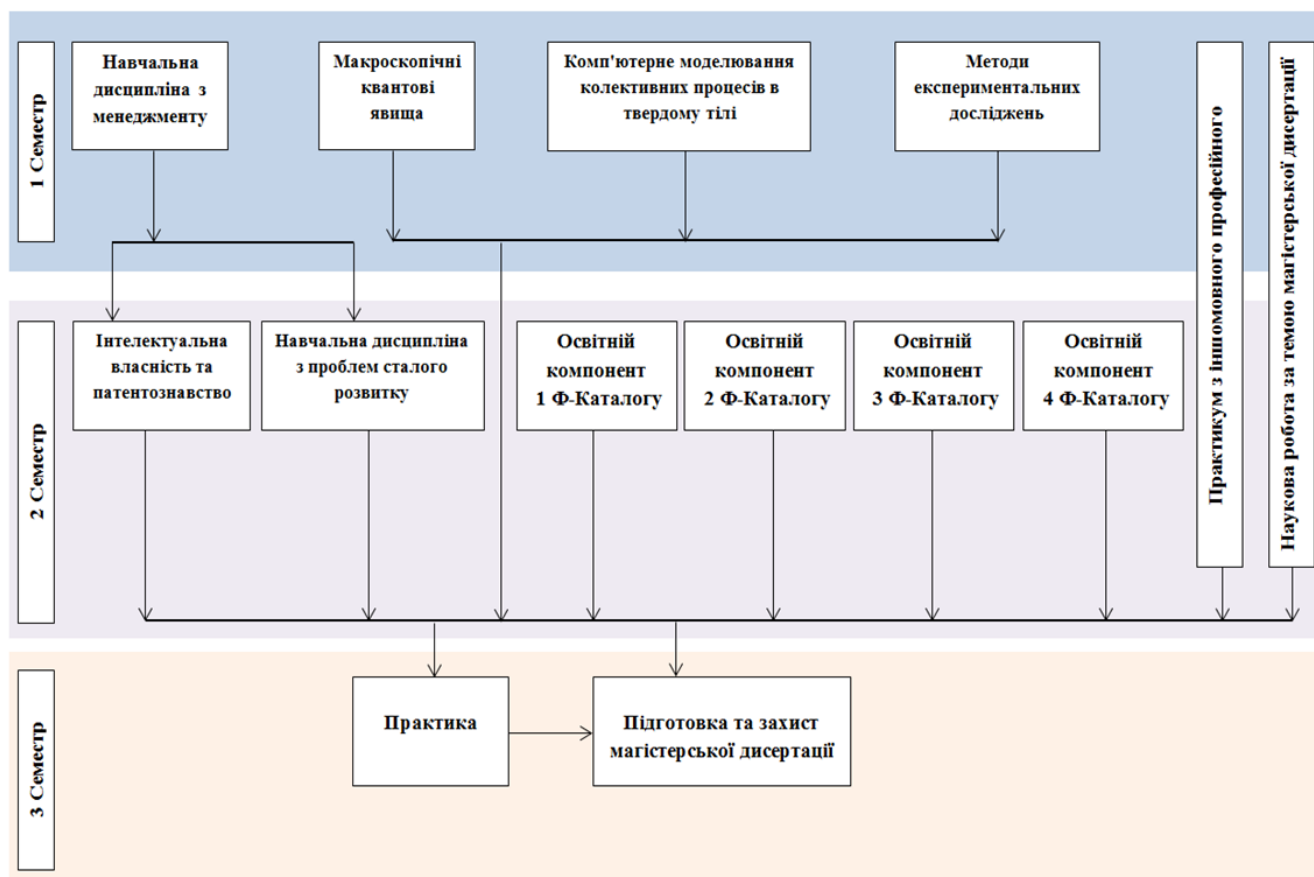 1 Семестр
Навчальна
дисципліна з
менеджменту
Макроскопічні
квантові
явища
Комп'ютерне моделювання
колективних процесів в
твердому тілі
Методи
експериментальних
досліджень
Практикум з іншомовного професійного
Наукова робота за темою магістерської дисертації
2 Семестр
Інтелектуальна
власність та
патентознавство
Навчальна дисципліна
з проблем сталого
розвитку
Освітній
компонент
1 Ф-Каталогу
Освітній
компонент
2 Ф-Каталогу
Освітній
компонент
3 Ф-Каталогу
Освітній
компонент
4 Ф-Каталогу
3 Семестр
Практика
Підготовка та захист
магістерської дисертації